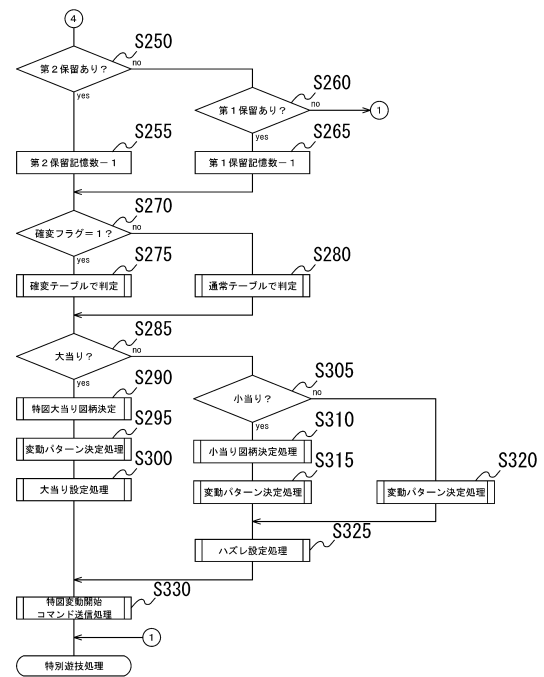 ④
S250
第２保留あり？
no
yes
S260
第１保留あり？
no
①
yes
S255
第２保留記憶数－１
S265
第１保留記憶数－１
S270
確変フラグ＝１？
no
yes
S275
確変テーブルで判定
S280
通常テーブルで判定
S285
大当り？
no
yes
S290
特図大当り図柄決定
S305
小当り？
no
yes
S295
変動パターン決定処理
S310
小当り図柄決定処理
S300
大当り設定処理
S315
変動パターン決定処理
S320
変動パターン決定処理
S325
ハズレ設定処理
S330
特図変動開始
コマンド送信処理
①
特別遊技処理